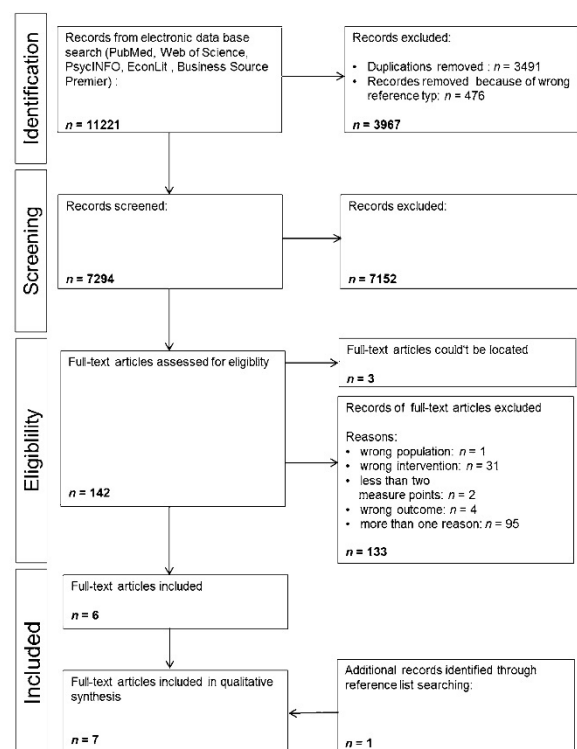 Identification
Records from electronic data base
search (PubMed, Web of Science,
PsycINFO, EconLit , Business Source
Premier) :
n = 11221
Records excluded:
• Duplications removed : n = 3491
• Recordes removed because of wrong
reference typ: n = 476
n = 3967
Screening
Records screened:
n = 7294
Records excluded:
n = 7152
Eligiblility
Full-text articles assessed for eligiblity
n = 142
Full-text articles could't be located
n = 3
Records of full-text articles excluded
Reasons:
• wrong population: n = 1
• wrong intervention: n = 31
• less than two
measure points: n = 2
• wrong outcome: n = 4
• more than one reason: n = 95
n = 133
Included
Full-text articles included
n = 6
Full-text articles included in qualitative
synthesis
n = 7
Additional records identified through
reference list searching:
n = 1